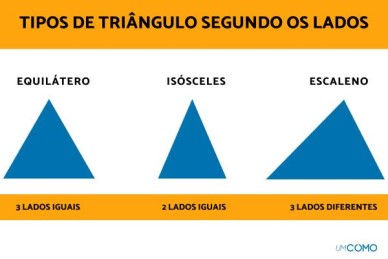 TIPOS DE TRIÂNGULO SEGUNDO OS LADOS
EQUILÁTERO
ISÓSCELES
ESCALENO
3 LADOS IGUAIS
2 LADOS IGUAIS
3 LADOS DIFERENTES
UMCOMO